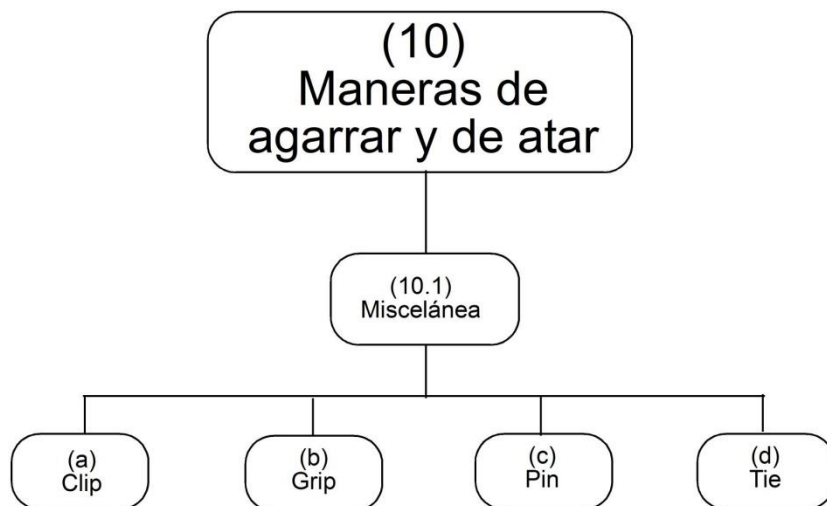 (10)
Maneras de
agarrar y de atar
(10.1)
Miscelánea
(a)
Clip
(b)
Grip
(c)
Pin
(d)
Tie